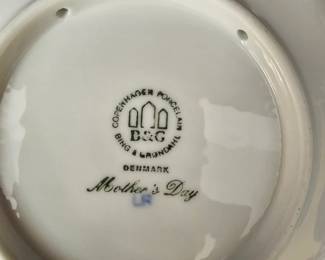 COPENHAGEN PORCELAIN
B&G
BING & GRONDAHL
DENMARK
Mother's Day